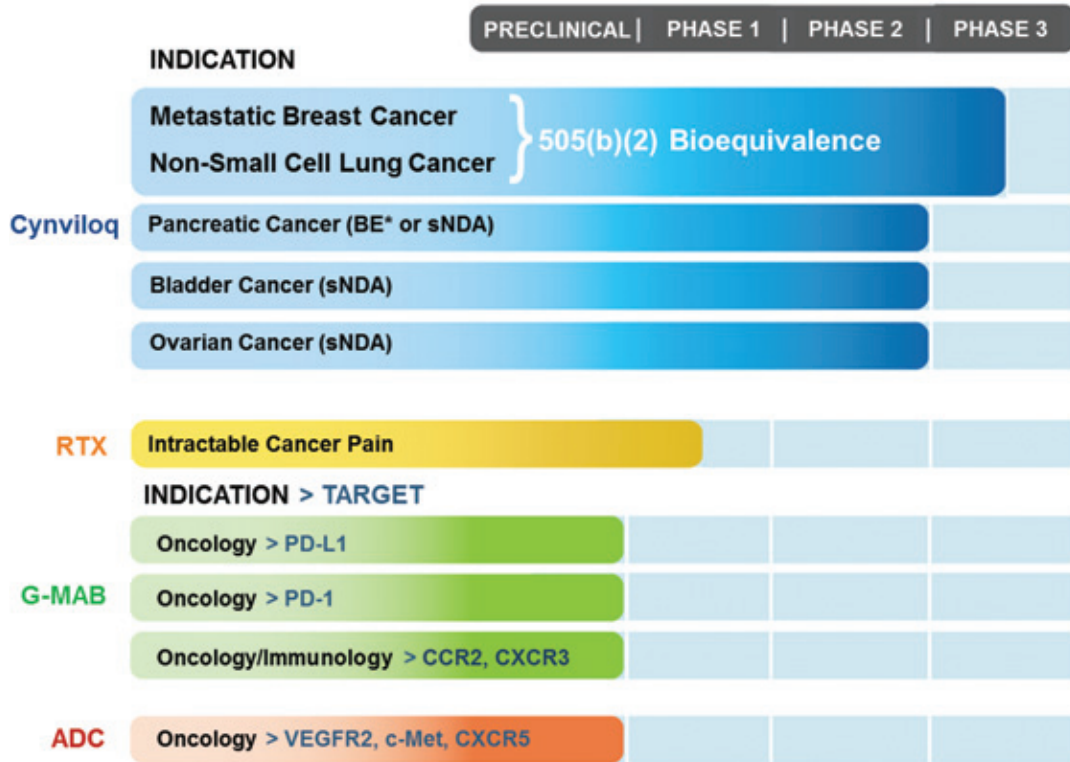 PRECLINICAL | PHASE 1 | PHASE 2 | PHASE 3
INDICATION
Metastatic Breast Cancer
Non-Small Cell Lung Cancer
} 505(b)(2) Bioequivalence
Cynviloq
Pancreatic Cancer (BE* or sNDA)
Bladder Cancer (sNDA)
Ovarian Cancer (sNDA)
RTX
Intractable Cancer Pain
INDICATION > TARGET
Oncology > PD-L1
G-MAB
Oncology > PD-1
Oncology/Immunology > CCR2, CXCR3
ADC
Oncology > VEGFR2, c-Met, CXCR5